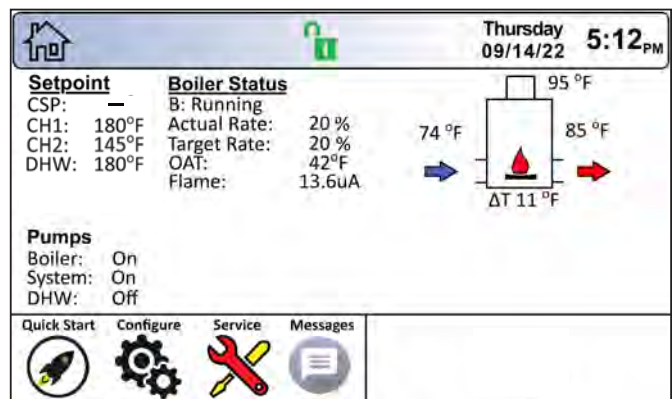 Thursday
09/14/22
5:12PM
Setpoint
CSP: —
CH1: 180°F
CH2: 145°F
DHW: 180°F
Boiler Status
B: Running
Actual Rate: 20 %
Target Rate: 20 %
OAT: 42°F
Flame: 13.6uA
95 °F
74 °F
85 °F
ΔT 11 °F
Pumps
Boiler: On
System: On
DHW: Off
Quick Start Configure Service Messages